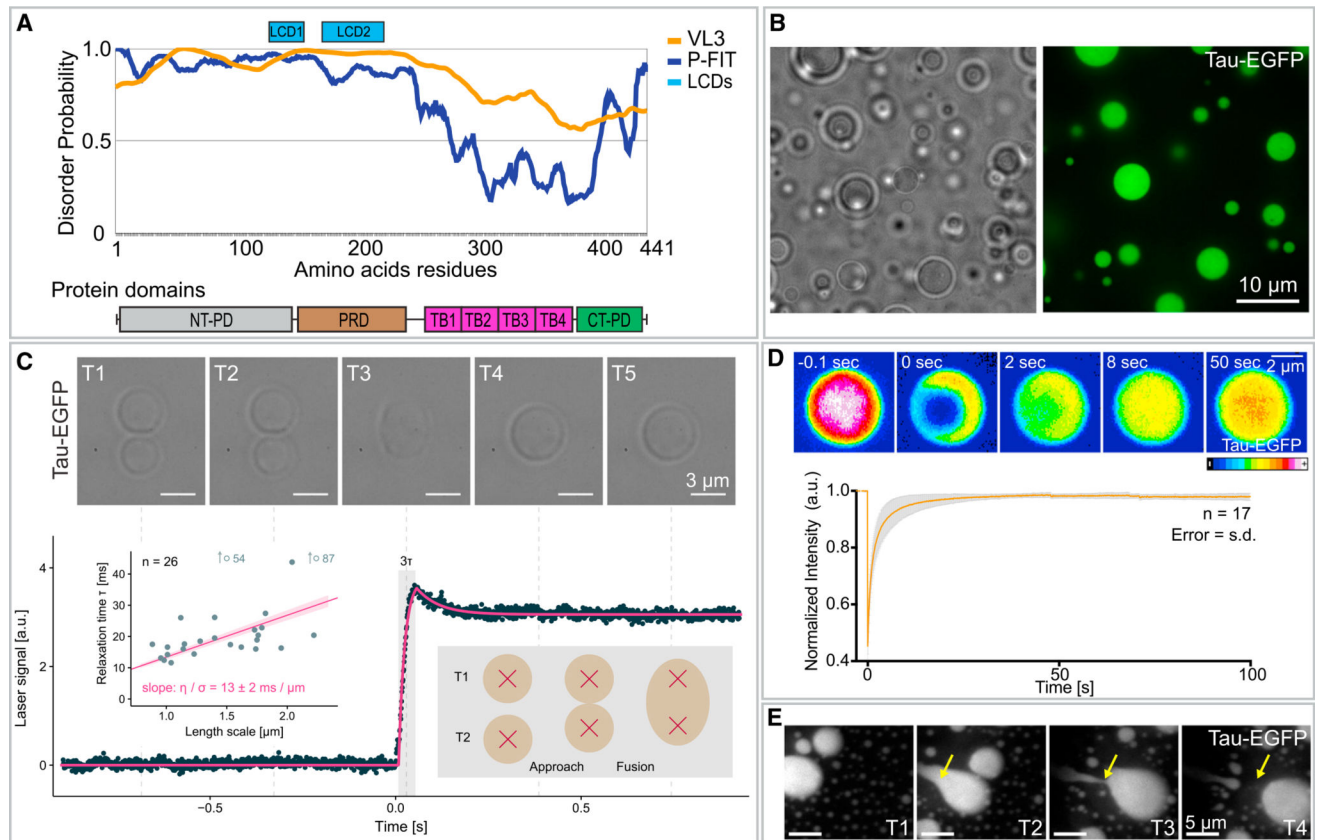 A
LCD1 LCD2
1.0
0.5
0
Disorder Probability
VL3
P-FIT
LCDs
1 100 200 300 400 441
Amino acids residues
Protein domains
NT-PD PRD TB1 TB2 TB3 TB4 CT-PD
B
Tau-EGFP
10 µm
C
Tau-EGFP
T1 T2 T3 T4 T5
3 µm
Laser signal [a.u.]
4
2
0
n = 26
54 87
3τ
Relaxation time τ [ms]
50
40
30
20
10
0
slope: η / σ = 13 ± 2 ms / µm
1.0 1.5 2.0
Length scale [µm]
T1
T2
Approach Fusion
−0.5 0.0 0.5
Time [s]
D
-0.1 sec 0 sec 2 sec 8 sec 50 sec
2 µm
Tau-EGFP
Normalized Intensity (a.u.)
1.0
0.8
0.6
0.4
n = 17
Error = s.d.
0 50 100
Time [s]
E
Tau-EGFP
5 µm
T1 T2 T3 T4